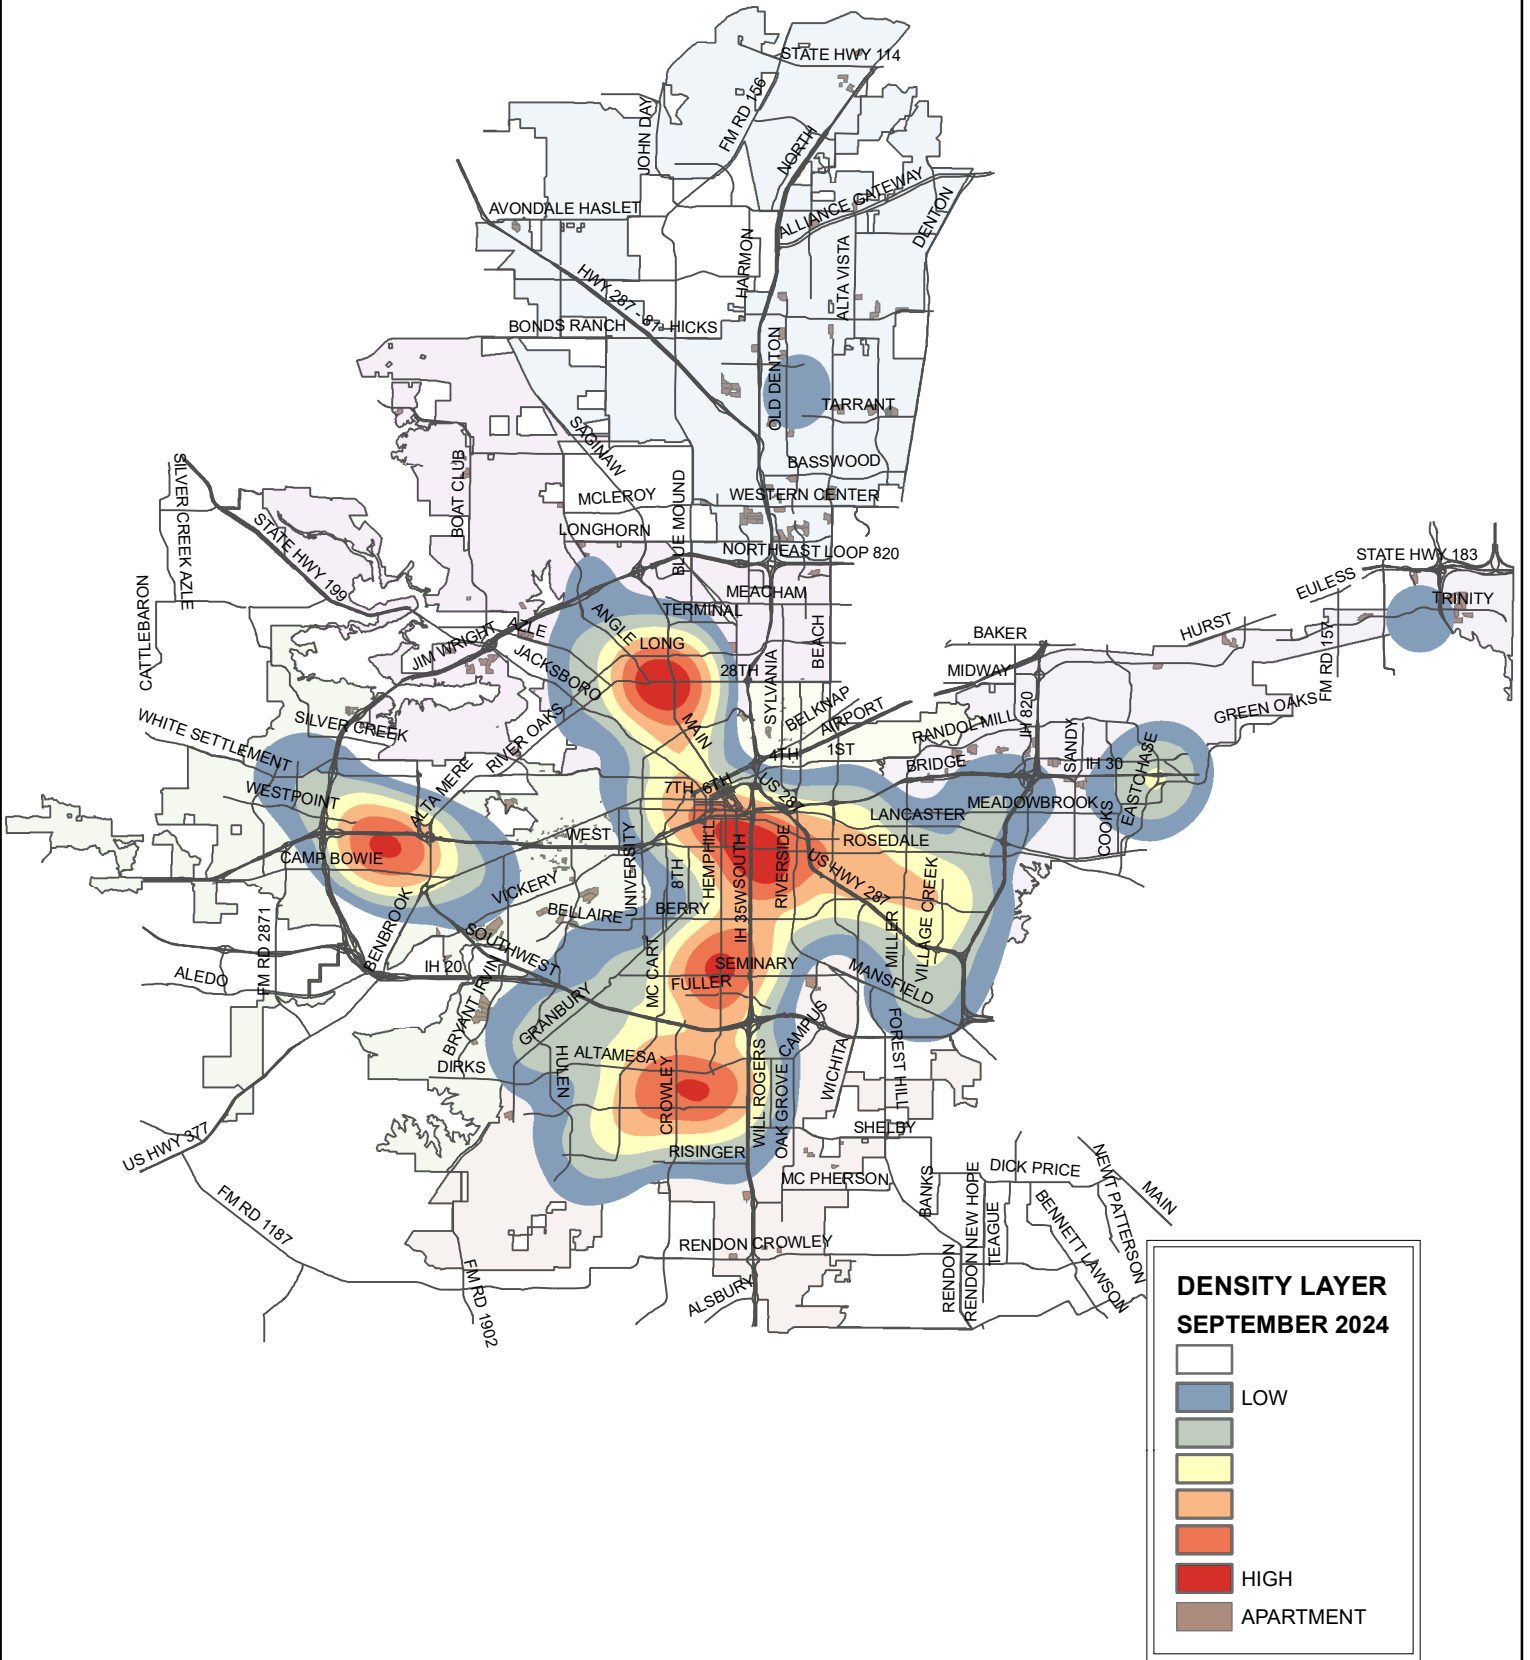 STATE HWY 114
JOHN DAY
FM RD 156
NORTH
ALLIANCE GATEWAY
DENTON
AVONDALE HASLET
HARMON
ALTA VISTA
HWY 287 - 81
HICKS
BONDS RANCH
OLD DENTON
TARRANT
SAGINAW
BOAT CLUB
BASSWOOD
MCLEROY
BLUE MOUND
WESTERN CENTER
LONGHORN
NORTHEAST LOOP 820
SILVER CREEK AZLE
STATE HWY 199
CATTLEBARON
MEACHAM
TERMINAL
STATE HWY 183
EULESS
TRINITY
ANGLE
AZLE
JIM WRIGHT
LONG
BEACH
BAKER
HURST
FM RD 157
JACKSBORO
28TH
SYLVANIA
MIDWAY
GREEN OAKS
WHITE SETTLEMENT
SILVER CREEK
RIVER OAKS
MAIN
BELKNAP
AIRPORT
RANDOL MILL
IH 820
SANDY
4TH
1ST
BRIDGE
IH 30
EASTCHASE
WESTPOINT
ALTA MERE
7TH
6TH
US 287
LANCASTER
MEADOWBROOK
COOKS
WEST
UNIVERSITY
ROSEDALE
CAMP BOWIE
8TH
HEMPHILL
IH 35WSOUTH
RIVERSIDE
US HWY 287
VICKERY
BELLAIRE
BERRY
VILLAGE CREEK
MILLER
FM RD 2871
BENBROOK
SOUTHWEST
MC CART
SEMINARY
MANSFIELD
ALEDO
IH 20
BRYANT IRVIN
FULLER
GRANBURY
CAMPUS
FOREST HILL
DIRKS
HULEN
ALTAMESA
CROWLEY
WILL ROGERS
OAK GROVE
WICHITA
US HWY 377
RISINGER
SHELBY
MC PHERSON
BANKS
DICK PRICE
NEWT PATTERSON
MAIN
FM RD 1187
RENDON CROWLEY
RENDON
RENDON NEW HOPE
TEAGUE
BENNETT LAWSON
FM RD 1902
ALSBURY
DENSITY LAYER
SEPTEMBER 2024
LOW
HIGH
APARTMENT